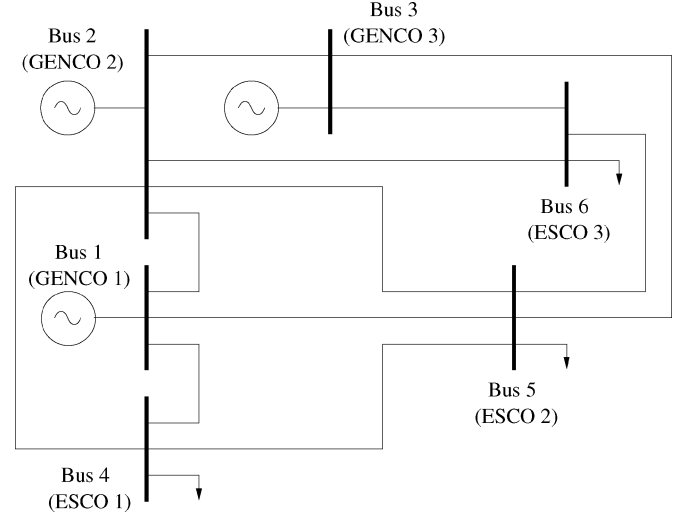 Bus 3
(GENCO 3)
Bus 2
(GENCO 2)
Bus 6
(ESCO 3)
Bus 1
(GENCO 1)
Bus 5
(ESCO 2)
Bus 4
(ESCO 1)